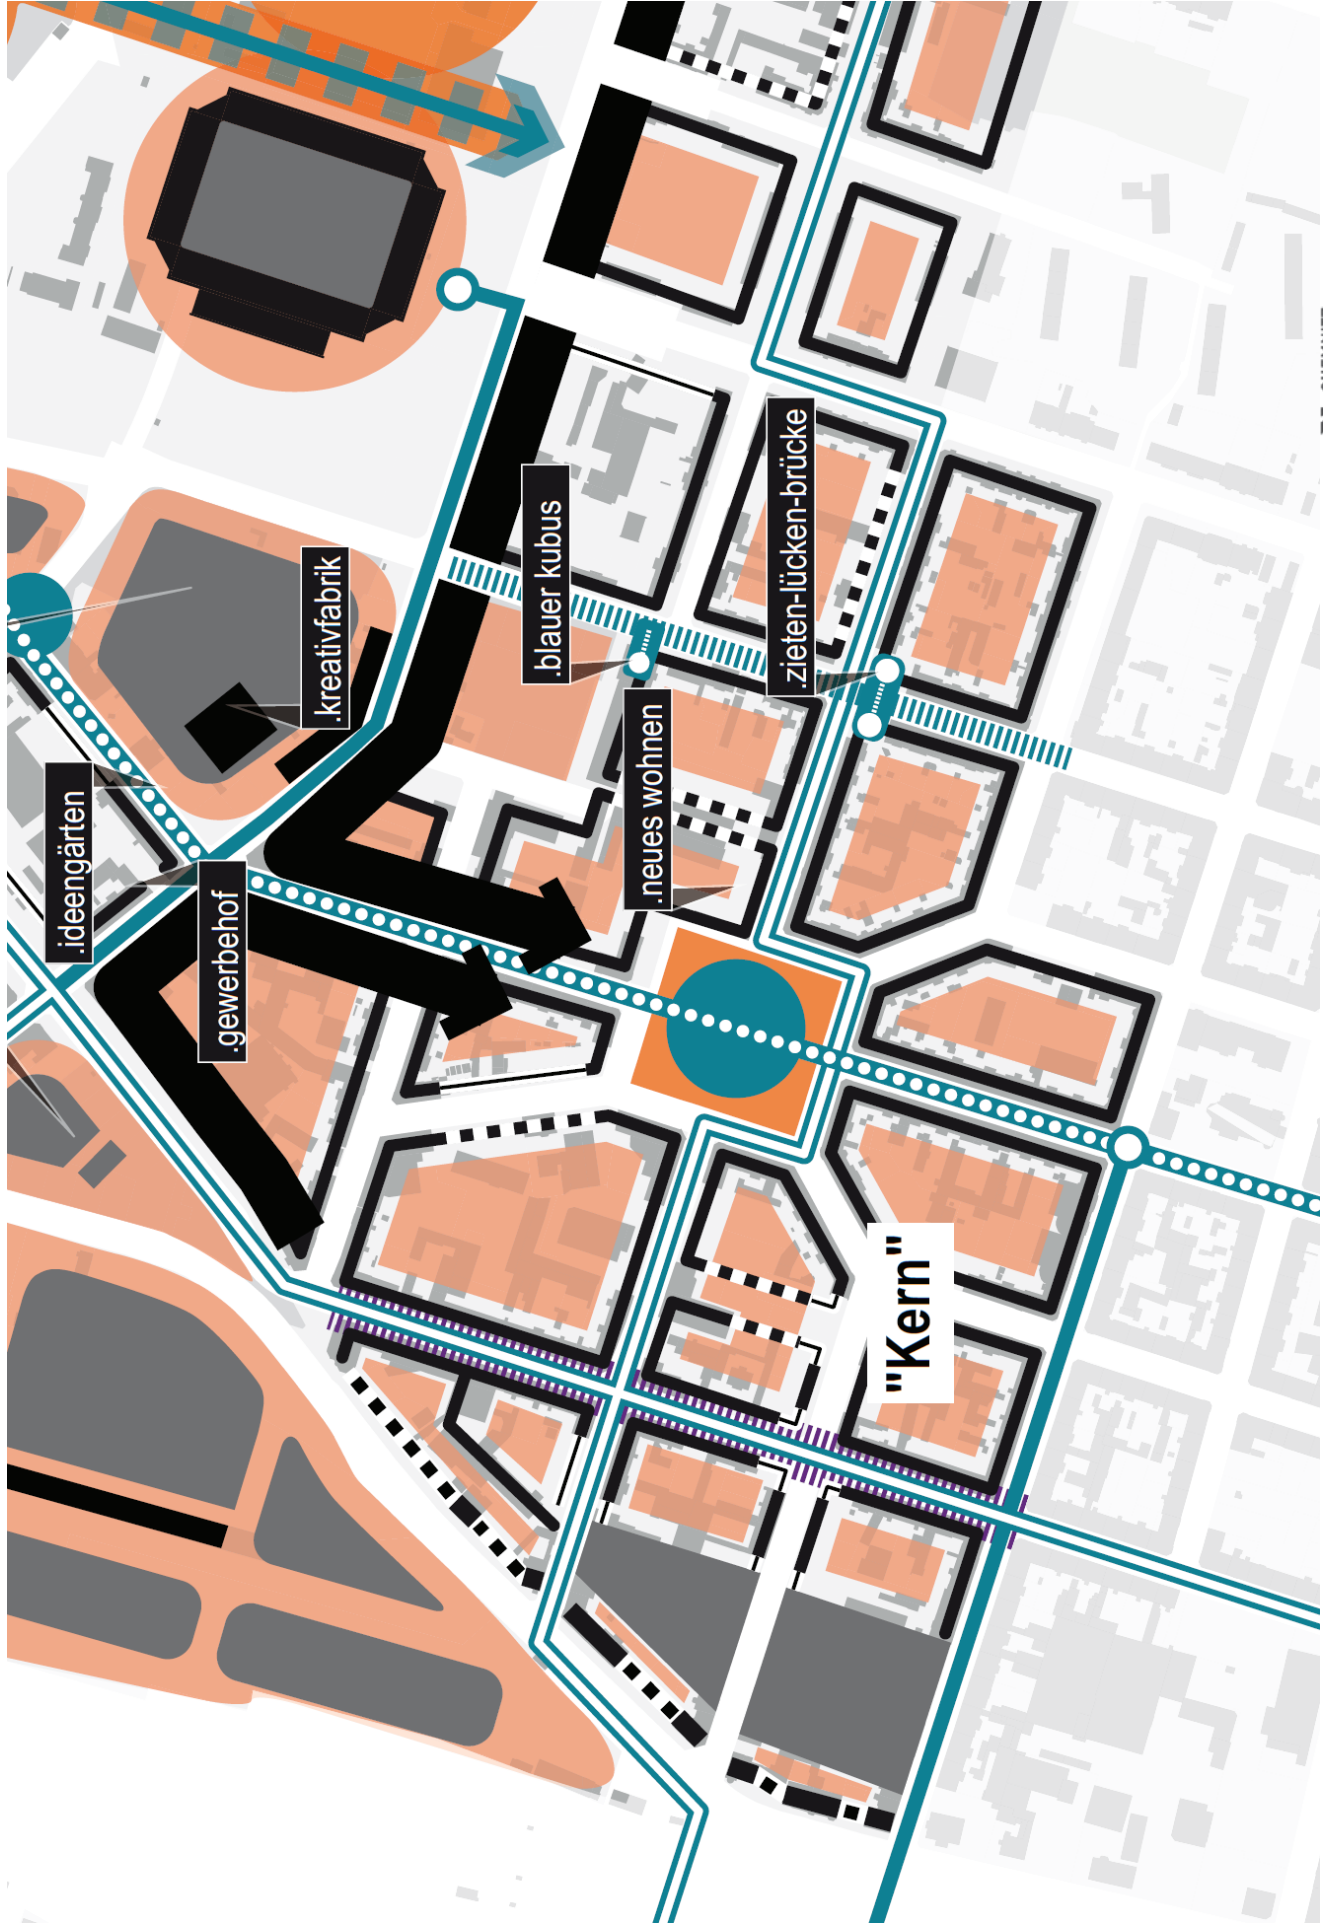 .ideengärten
.gewerbehof
.kreativfabrik
.blauer kubus
.neues wohnen
.zieten-lücken-brücke
"Kern"